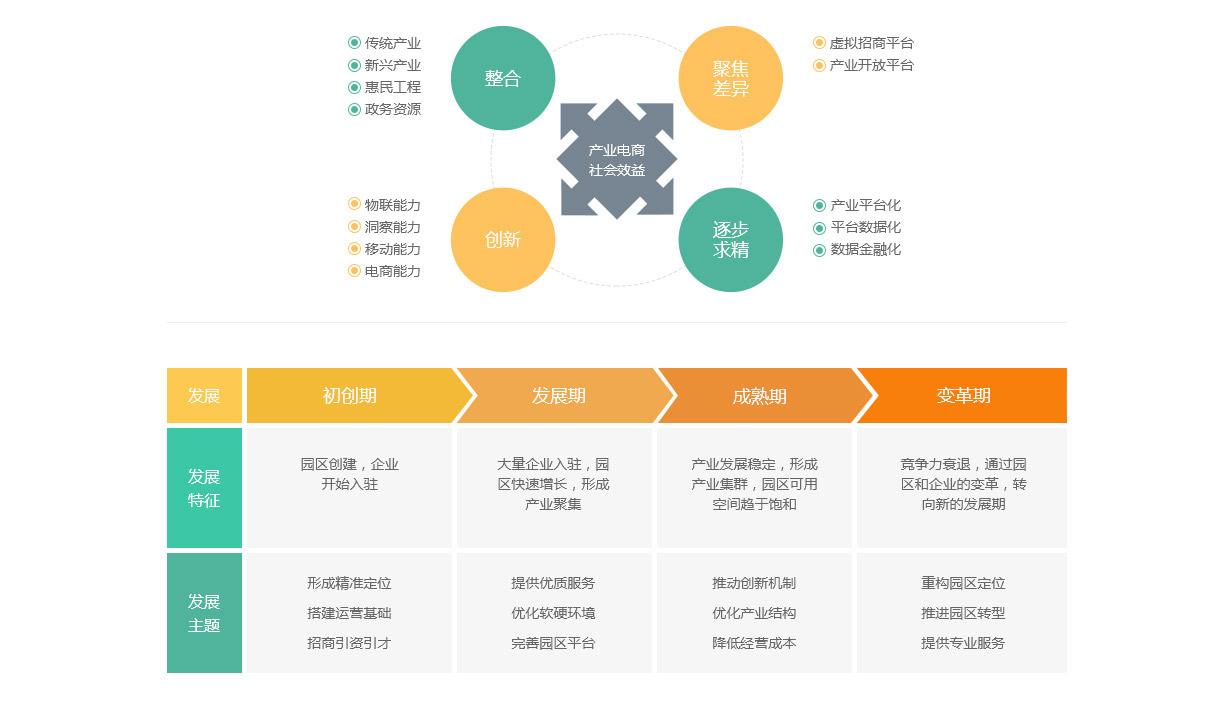 传统产业
新兴产业
惠民工程
政务资源
整合
聚焦
差异
虚拟招商平台
产业开放平台
产业电商
社会效益
物联能力
洞察能力
移动能力
电商能力
创新
逐步
求精
产业平台化
平台数据化
数据金融化
发展
初创期
发展期
成熟期
变革期
发展
特征
园区创建，企业
开始入驻
大量企业入驻，园
区快速增长，形成
产业聚集
产业发展稳定，形成
产业集群，园区可用
空间趋于饱和
竞争力衰退，通过园
区和企业的变革，转
向新的发展期
发展
主题
形成精准定位
搭建运营基础
招商引资引才
提供优质服务
优化软硬环境
完善园区平台
推动创新机制
优化产业结构
降低经营成本
重构园区定位
推进园区转型
提供专业服务